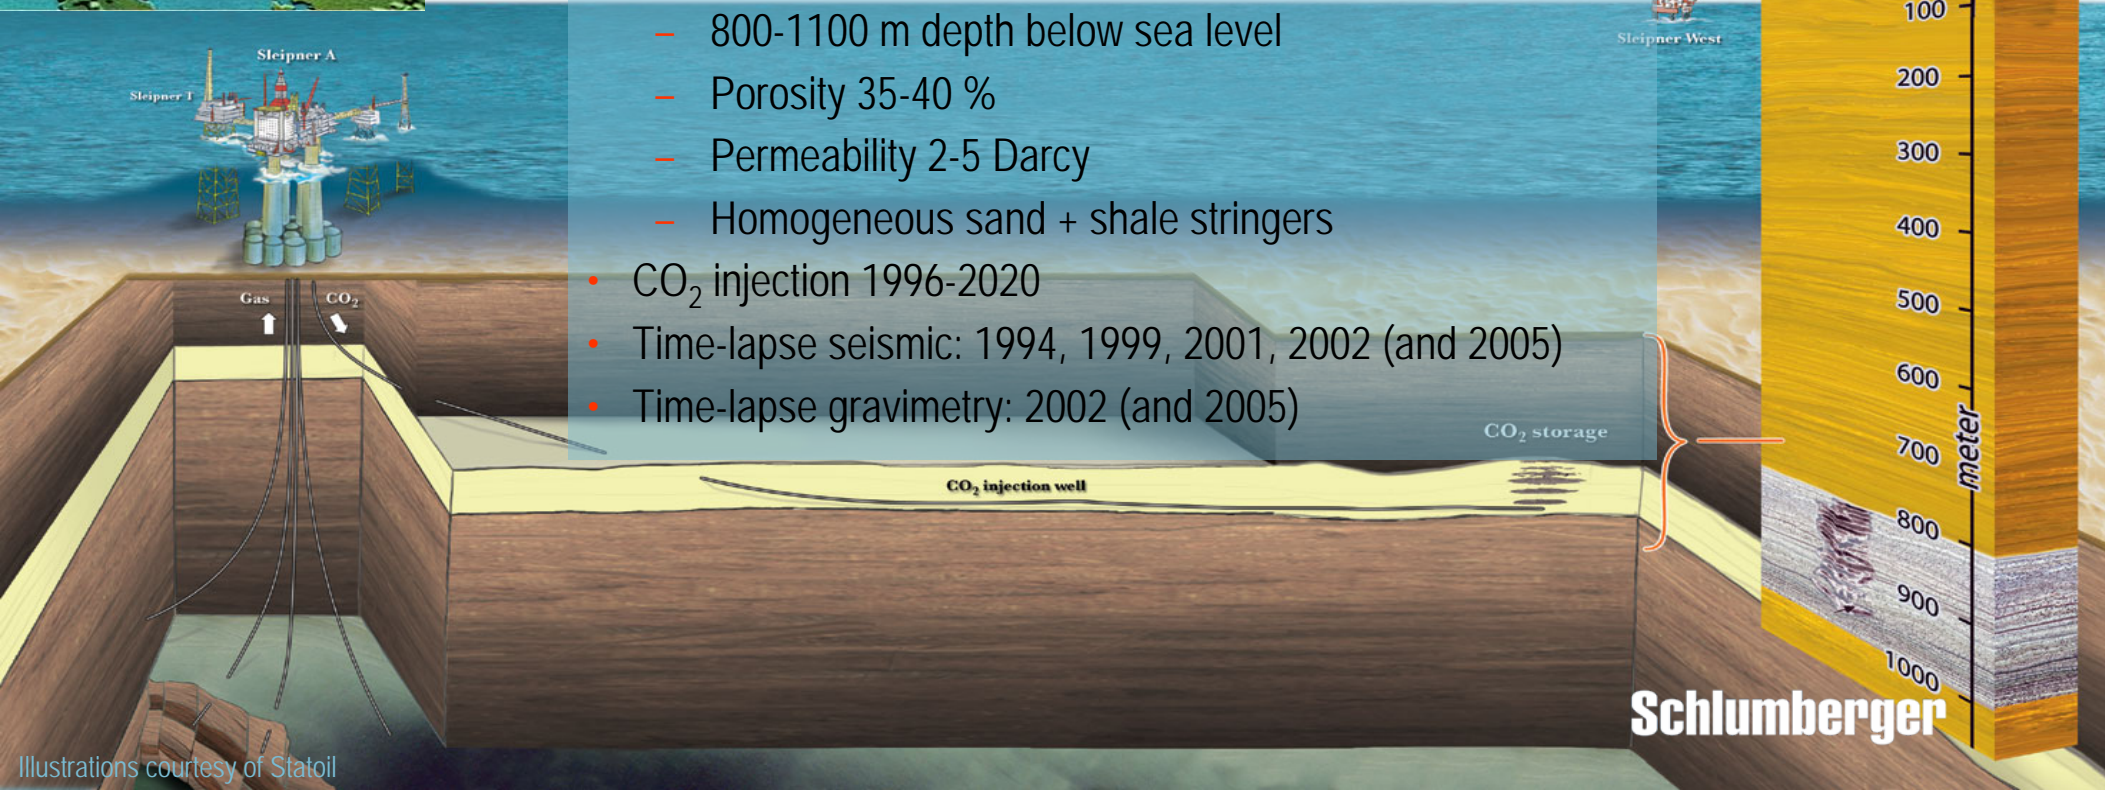 – 800-1100 m depth below sea level
– Porosity 35-40 %
– Permeability 2-5 Darcy
– Homogeneous sand + shale stringers
• CO₂ injection 1996-2020
• Time-lapse seismic: 1994, 1999, 2001, 2002 (and 2005)
• Time-lapse gravimetry: 2002 (and 2005)
Sleipner A
Sleipner T
Sleipner West
Gas
CO₂
CO₂ storage
CO₂ injection well
100
200
300
400
500
600
700
800
900
1000
meter
Schlumberger
Illustrations courtesy of Statoil